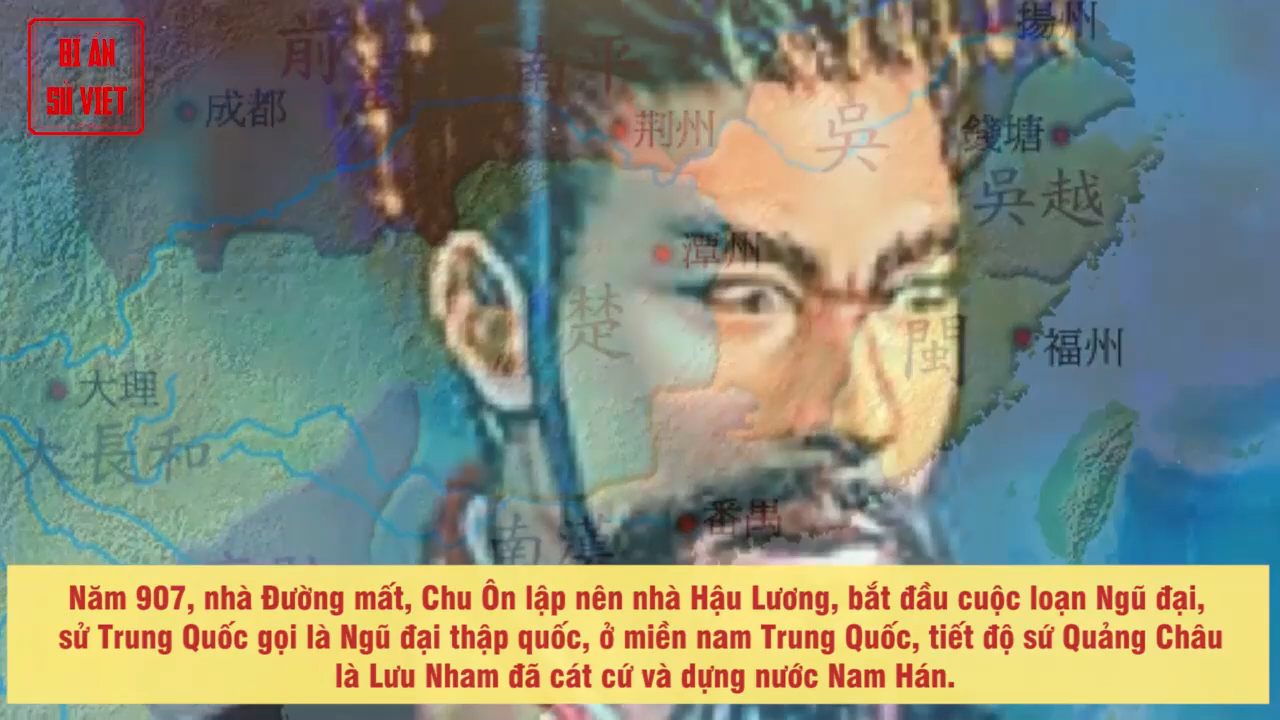 BÍ ẨN
SỬ VIỆT
前
南平
揚州
成都
荆州
吳
錢塘
吳越
潭州
楚
閩
福州
大理
大長和
南漢
番禺
Năm 907, nhà Đường mất, Chu Ôn lập nên nhà Hậu Lương, bắt đầu cuộc loạn Ngũ đại,
sử Trung Quốc gọi là Ngũ đại thập quốc, ở miền nam Trung Quốc, tiết độ sứ Quảng Châu
là Lưu Nham đã cát cứ và dựng nước Nam Hán.